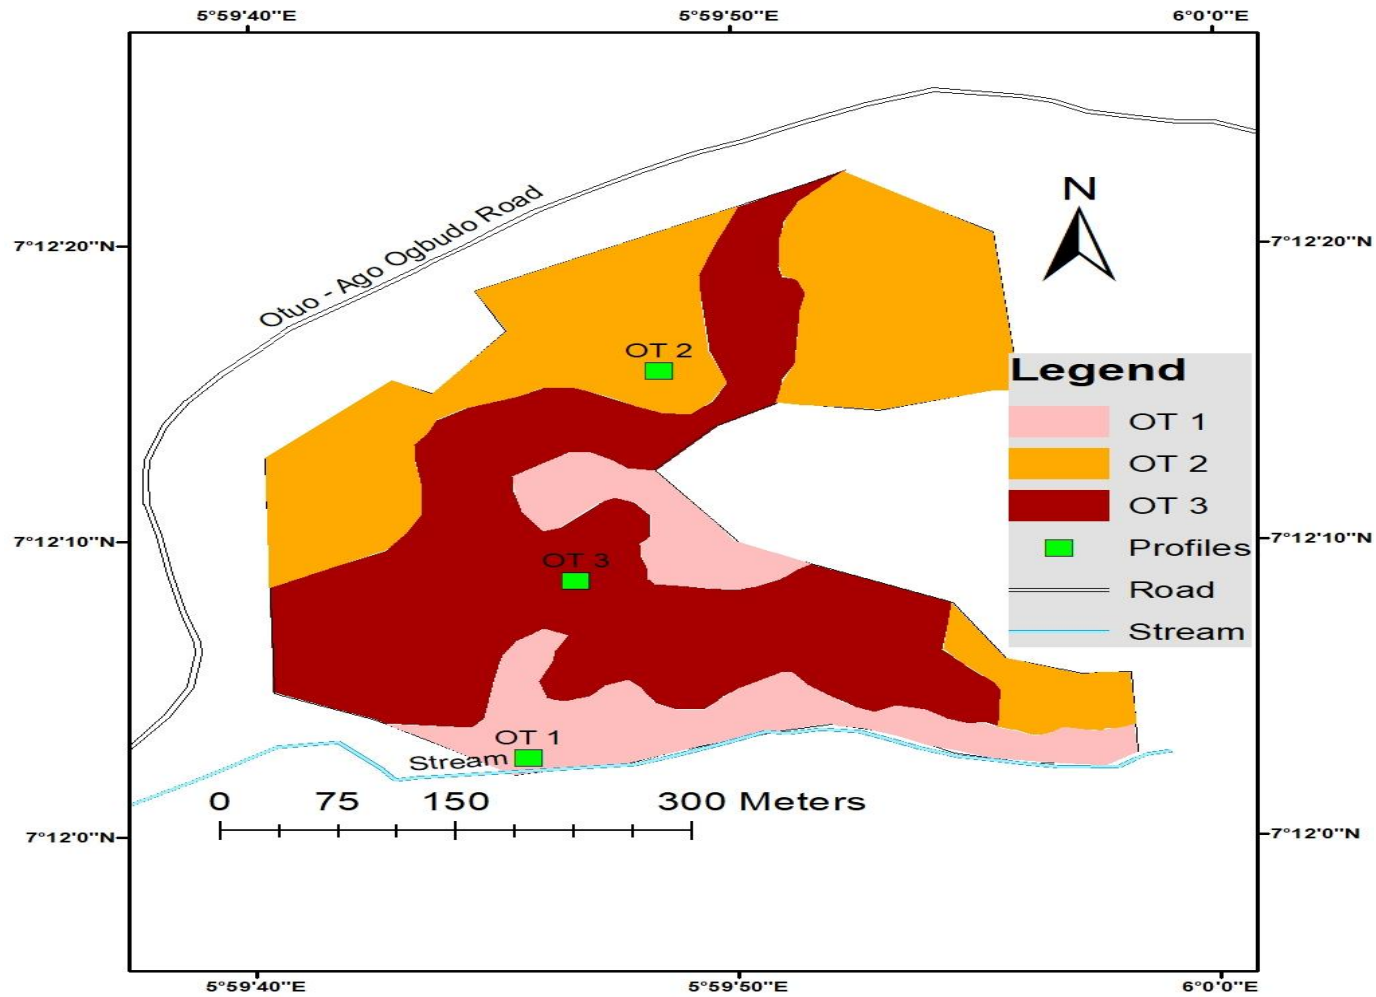 5°59'40"E 5°59'50"E 6°0'0"E
N
Otuo - Ago Ogbudo Road
7°12'20"N 7°12'20"N
OT 2
Legend
OT 1
OT 2
OT 3
7°12'10"N Profiles 7°12'10"N
OT 3
Road
Stream
OT 1
Stream
0 75 150 300 Meters
7°12'0"N 7°12'0"N
5°59'40"E 5°59'50"E 6°0'0"E